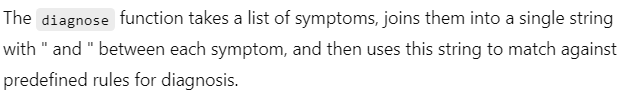 The diagnose function takes a list of symptoms, joins them into a single string
with " and " between each symptom, and then uses this string to match against
predefined rules for diagnosis.